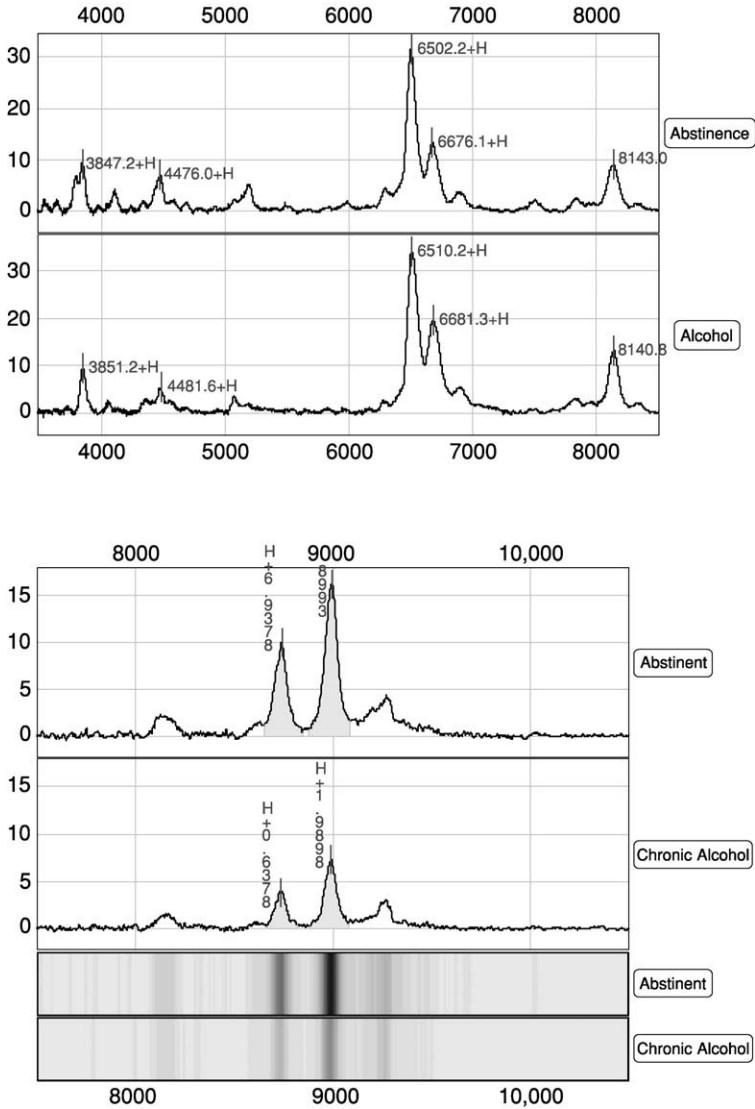 4000 5000 6000 7000 8000
30
20
10
0
3847.2+H
4476.0+H
6502.2+H
6676.1+H
8143.0
Abstinence
30
20
10
0
3851.2+H
4481.6+H
6510.2+H
6681.3+H
8140.8
Alcohol
4000 5000 6000 7000 8000
8000 9000 10,000
15
10
5
0
8739.6+H
8993
Abstinent
15
10
5
0
8736.0+H
8989.1+H
Chronic Alcohol
Abstinent
Chronic Alcohol
8000 9000 10,000